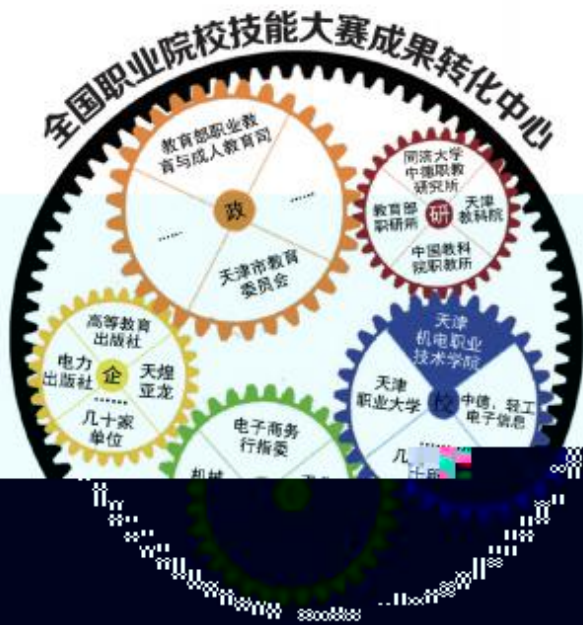 全国职业院校技能大赛成果转化中心
教育部职业教
育与成人教育司
......
政
......
天津市教育
委员会
同济大学
中德职教
研究所
教育部
职研所
研
天津
教科院
中国教科
院职教所
高等教育
出版社
电力
出版社
企
天煌
亚龙
......
几十家
单位
天津
机电职业
技术学院
天津
职业大学
校
中德,轻工
电子信息
......
电子商务
行指委
机械